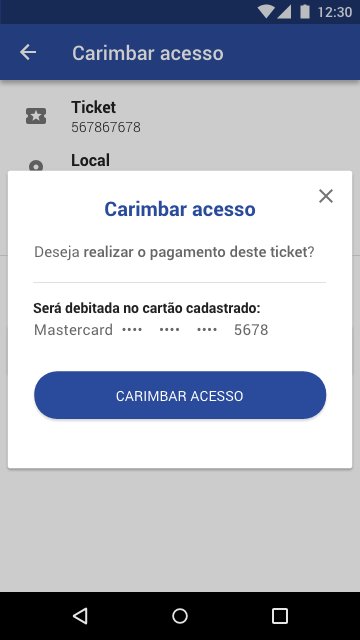 12:30
Carimbar acesso
Ticket
567867678
Local
Carimbar acesso
Deseja realizar o pagamento deste ticket?
Será debitada no cartão cadastrado:
Mastercard •••• •••• •••• 5678
CARIMBAR ACESSO